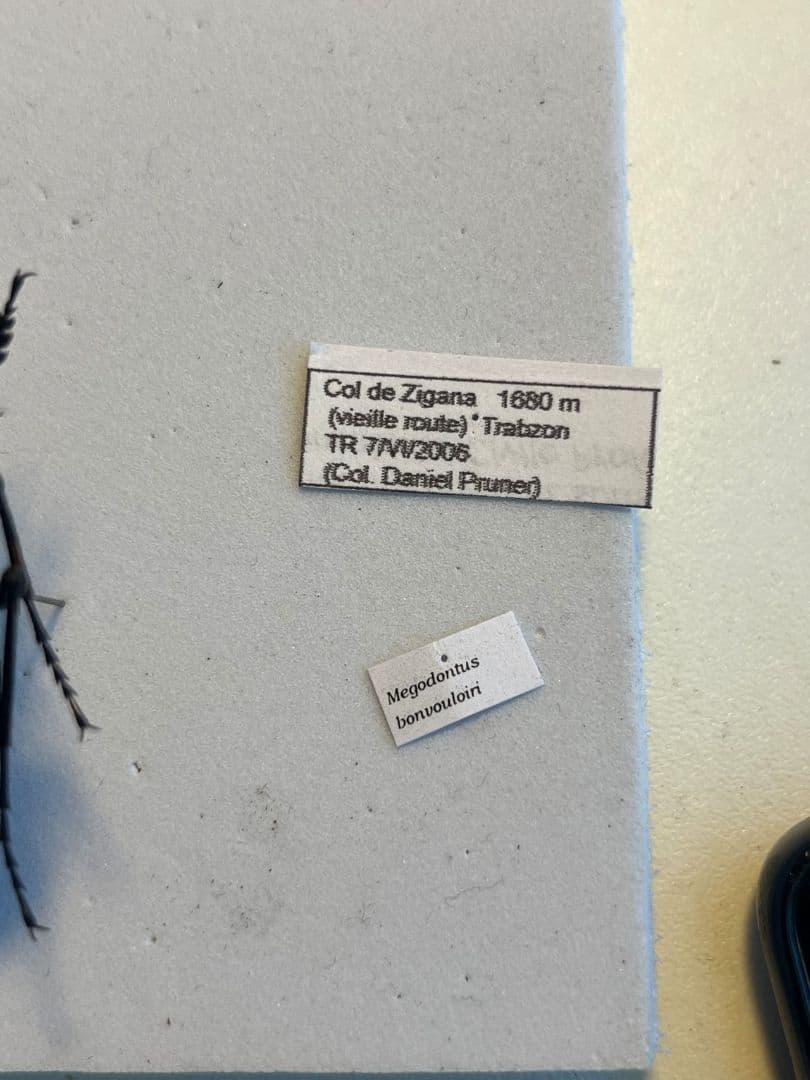 Col de Zigana 1680 m
(vieille route) Trabzon
TR 7/VI/2006
(Col. Daniel Pruner)
Megodontus
bonvouloiri